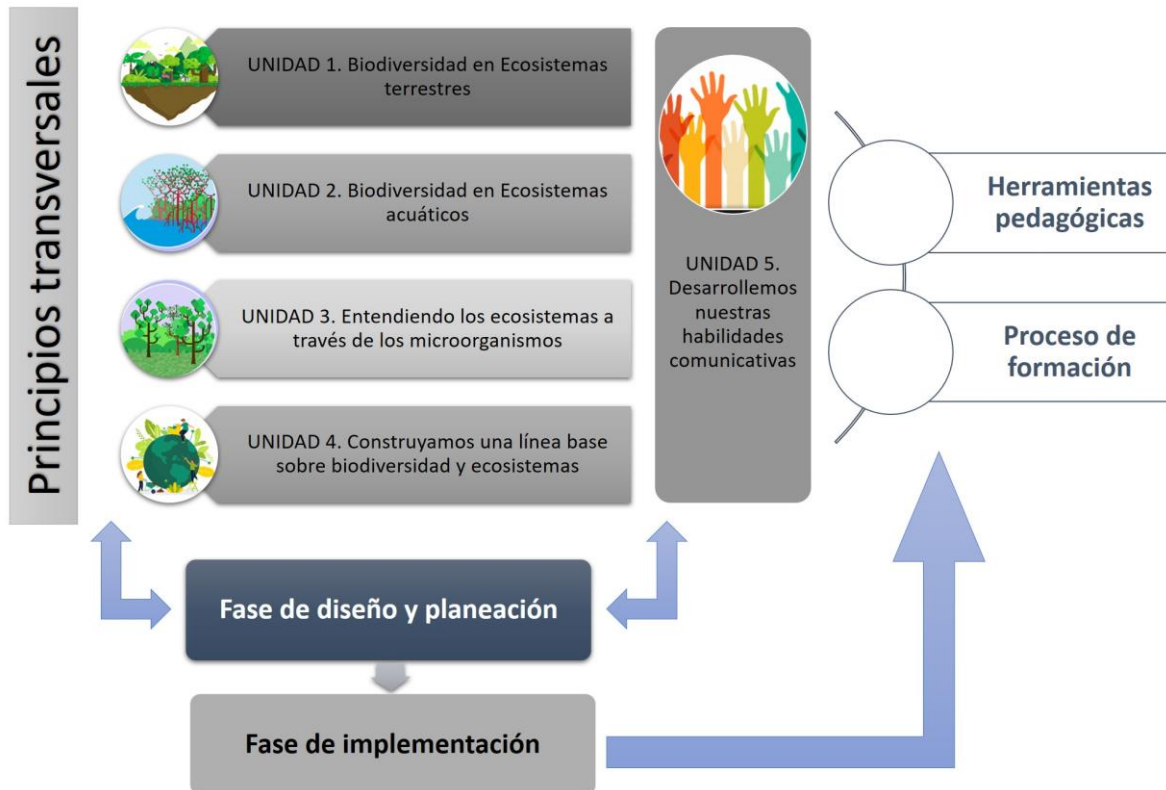 Principios transversales
UNIDAD 1. Biodiversidad en Ecosistemas
terrestres
UNIDAD 2. Biodiversidad en Ecosistemas
acuáticos
UNIDAD 3. Entendiendo los ecosistemas a
través de los microorganismos
UNIDAD 4. Construyamos una línea base
sobre biodiversidad y ecosistemas
UNIDAD 5.
Desarrollemos
nuestras
habilidades
comunicativas
Herramientas
pedagógicas
Proceso de
formación
Fase de diseño y planeación
Fase de implementación